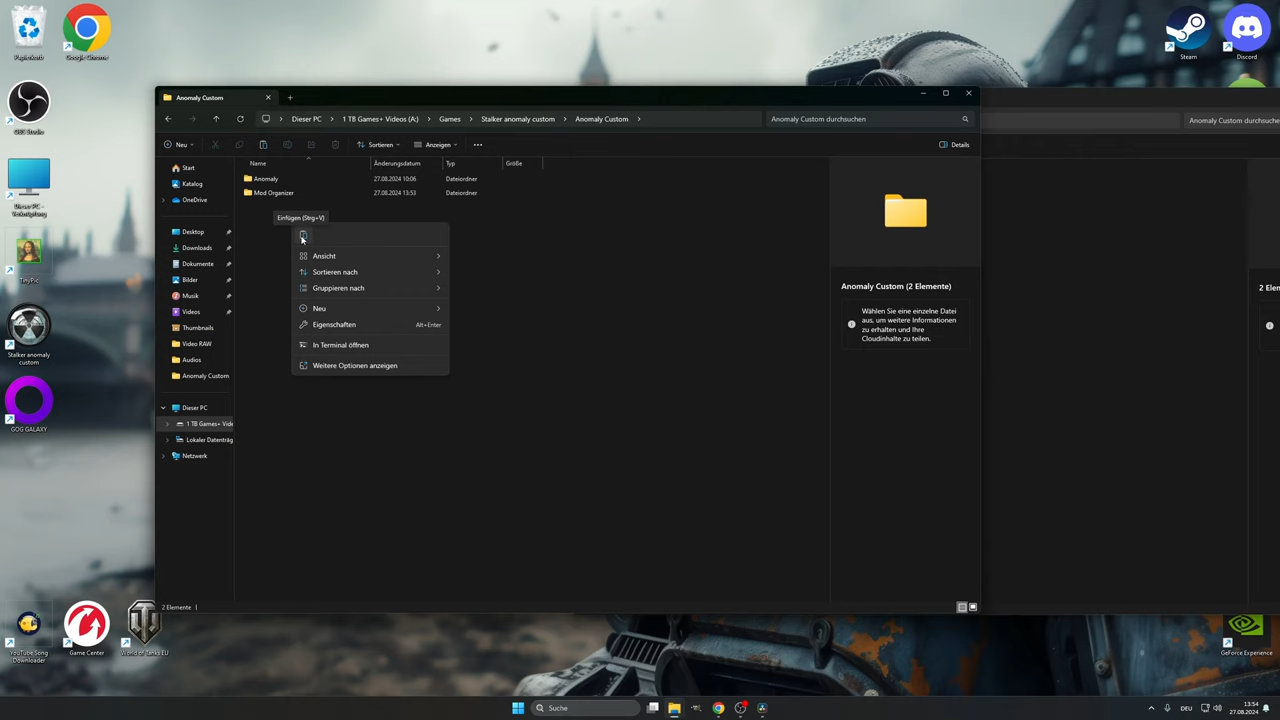 Papierkorb
Google Chrome
Steam
Discord
OBS Studio
Dieser PC -
Verknüpfung
TinyPic
Stalker anomaly
custom
GOG GALAXY
YouTube Song
Downloader
Game Center
World of Tanks EU
GeForce Experience
Anomaly Custom
Dieser PC
1 TB Games+ Videos (A:)
Games
Stalker anomaly custom
Anomaly Custom
Anomaly Custom durchsuchen
Anomaly Custom durchsuche
Neu
Sortieren
Anzeigen
Details
Start
Katalog
OneDrive
Desktop
Downloads
Dokumente
Bilder
Musik
Videos
Thumbnails
Video RAW
Audios
Anomaly Custom
Dieser PC
1 TB Games+ Vide
Lokaler Datenträg
Netzwerk
Name
Änderungsdatum
Typ
Größe
Anomaly
27.08.2024 10:06
Dateiordner
Mod Organizer
27.08.2024 13:53
Dateiordner
Einfügen (Strg+V)
Ansicht
Sortieren nach
Gruppieren nach
Neu
Eigenschaften
Alt+Enter
In Terminal öffnen
Weitere Optionen anzeigen
Anomaly Custom (2 Elemente)
Wählen Sie eine einzelne Datei
aus, um weitere Informationen
zu erhalten und Ihre
Cloudinhalte zu teilen.
2 Elem
2 Elemente
Suche
DEU
13:54
27.08.2024